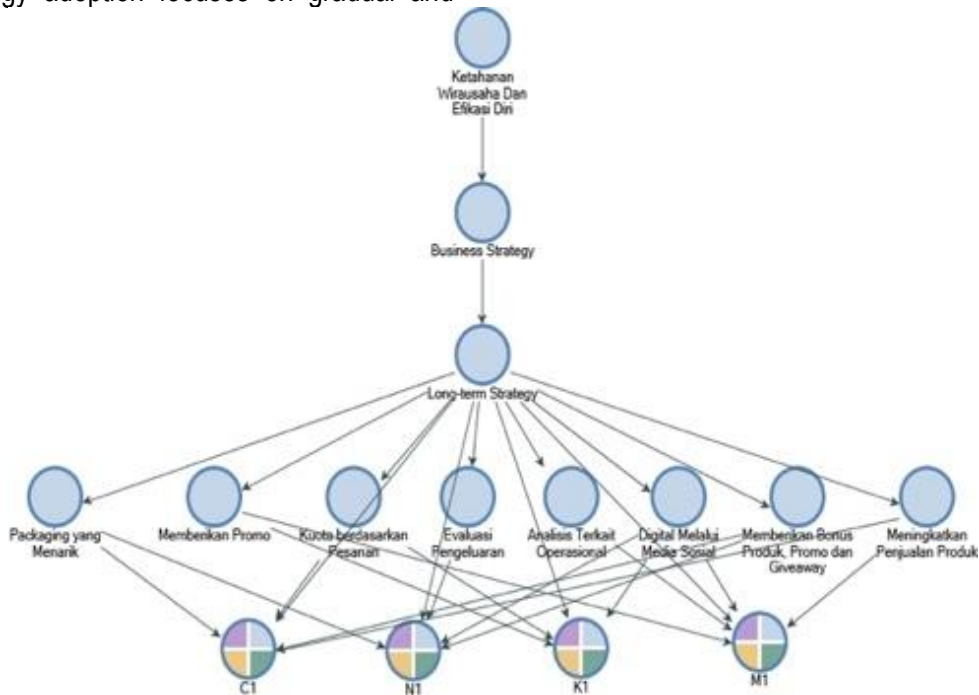 gy adoption focuses on gradual and
Ketahanan
Wirausaha Dan
Efikasi Diri
Business Strategy
Long-term Strategy
Packaging yang
Menarik
Memberikan Promo
Kuota berdasarkan
Pesanan
Evaluasi
Pengeluaran
Analisis Terkait
Operasional
Digital Melalui
Media Sosial
Memberikan Bonus
Produk, Promo dan
Giveaway
Meningkatkan
Penjualan Produk
C1
N1
K1
M1